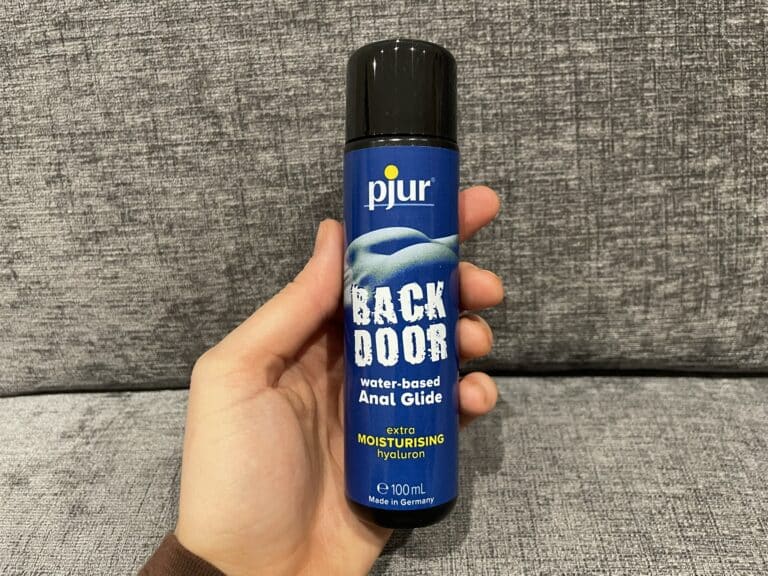 pjur®
BACK
DOOR
water-based
Anal Glide
extra
MOISTURISING
hyaluron
℮ 100 mL
Made in Germany